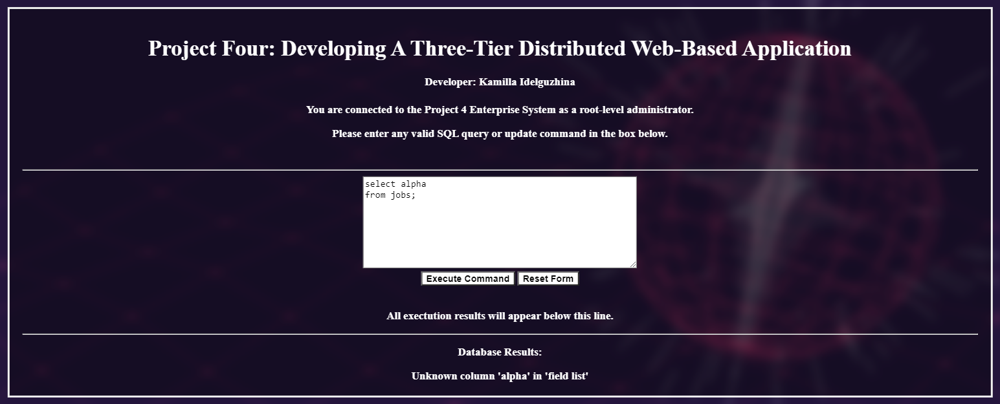 Project Four: Developing A Three-Tier Distributed Web-Based Application
Developer: Kamilla Idelguzhina
You are connected to the Project 4 Enterprise System as a root-level administrator.
Please enter any valid SQL query or update command in the box below.
select alpha
from jobs;
Execute Command Reset Form
All exectution results will appear below this line.
Database Results:
Unknown column 'alpha' in 'field list'